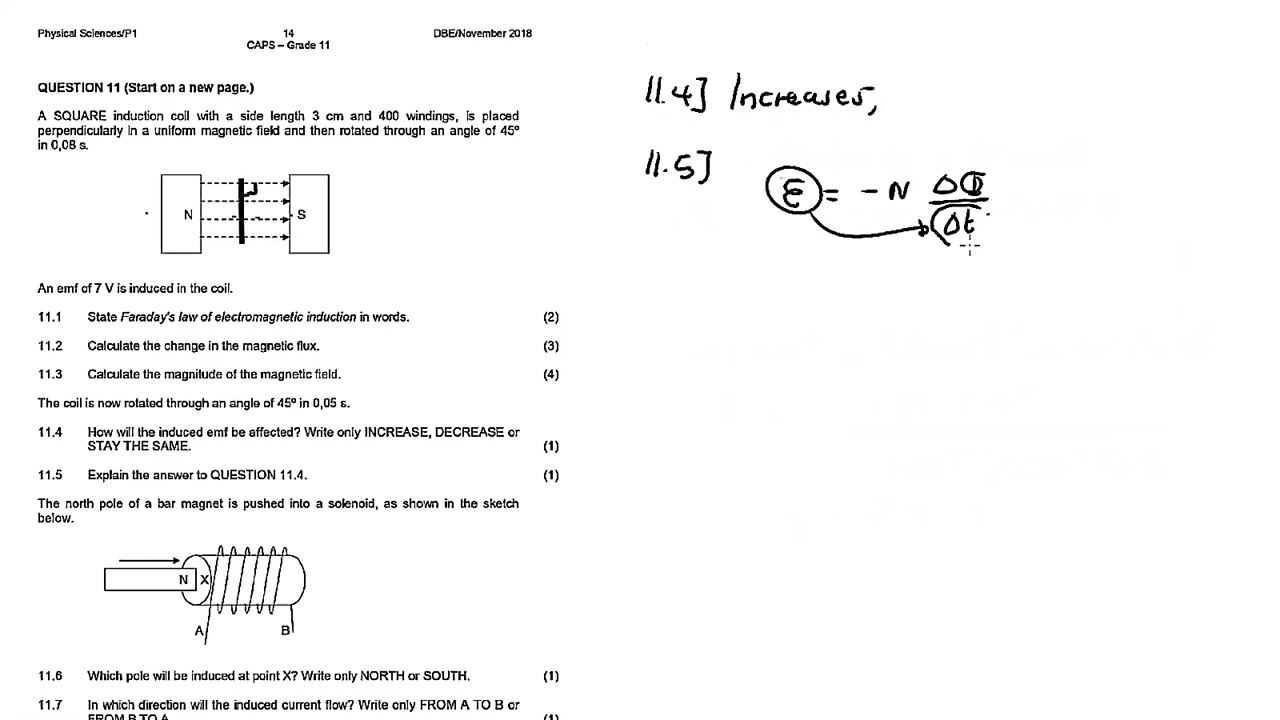 Physical Sciences/P1 14 DBE/November 2018
CAPS – Grade 11
QUESTION 11 (Start on a new page.)
A SQUARE induction coil with a side length 3 cm and 400 windings, is placed
perpendicularly in a uniform magnetic field and then rotated through an angle of 45º
in 0,08 s.
N S
An emf of 7 V is induced in the coil.
11.1 State Faraday's law of electromagnetic induction in words. (2)
11.2 Calculate the change in the magnetic flux. (3)
11.3 Calculate the magnitude of the magnetic field. (4)
The coil is now rotated through an angle of 45º in 0,05 s.
11.4 How will the induced emf be affected? Write only INCREASE, DECREASE or
STAY THE SAME. (1)
11.5 Explain the answer to QUESTION 11.4. (1)
The north pole of a bar magnet is pushed into a solenoid, as shown in the sketch
below.
N X
A B
11.6 Which pole will be induced at point X? Write only NORTH or SOUTH. (1)
11.7 In which direction will the induced current flow? Write only FROM A TO B or
FROM B TO A. (1)
11.4] Increases,
11.5]
ε = - N ΔΦ
Δt